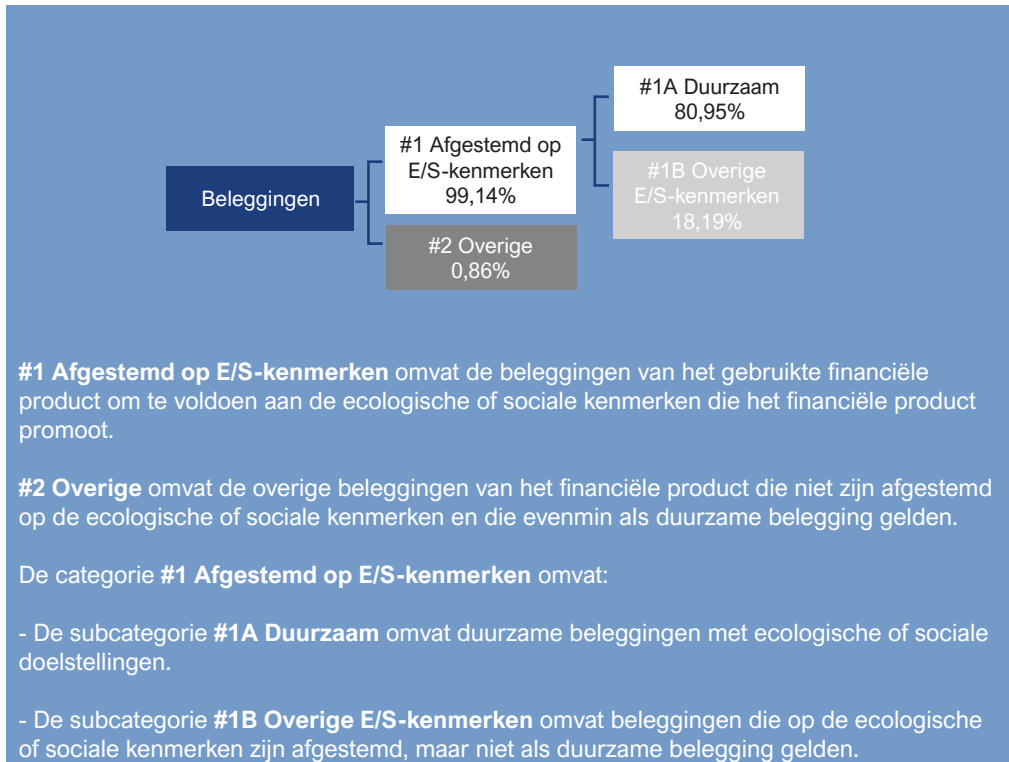 #1A Duurzaam
80,95%
#1 Afgestemd op
E/S-kenmerken
99,14%
#1B Overige
E/S-kenmerken
18,19%
Beleggingen
#2 Overige
0,86%
#1 Afgestemd op E/S-kenmerken omvat de beleggingen van het gebruikte financiële
product om te voldoen aan de ecologische of sociale kenmerken die het financiële product
promoot.
#2 Overige omvat de overige beleggingen van het financiële product die niet zijn afgestemd
op de ecologische of sociale kenmerken en die evenmin als duurzame belegging gelden.
De categorie #1 Afgestemd op E/S-kenmerken omvat:
- De subcategorie #1A Duurzaam omvat duurzame beleggingen met ecologische of sociale
doelstellingen.
- De subcategorie #1B Overige E/S-kenmerken omvat beleggingen die op de ecologische
of sociale kenmerken zijn afgestemd, maar niet als duurzame belegging gelden.